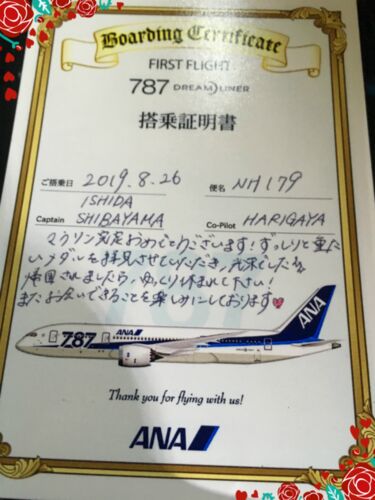 Boarding Certificate
FIRST FLIGHT
787 DREAMLINER
搭乗証明書
ご搭乗日 2019.8.26 便名 NH179
ISHIDA
Captain SHIBAYAMA Co-Pilot HARIGAYA
マラソン完走おめでとうございます！ずっしりと重た
いメダルを拝見させていただき、光栄でした
帰国されましたら、ゆっくり休まれて下さい！
またお会いできることを楽しみにしております
787 ANA
ANA
Thank you for flying with us!
ANA